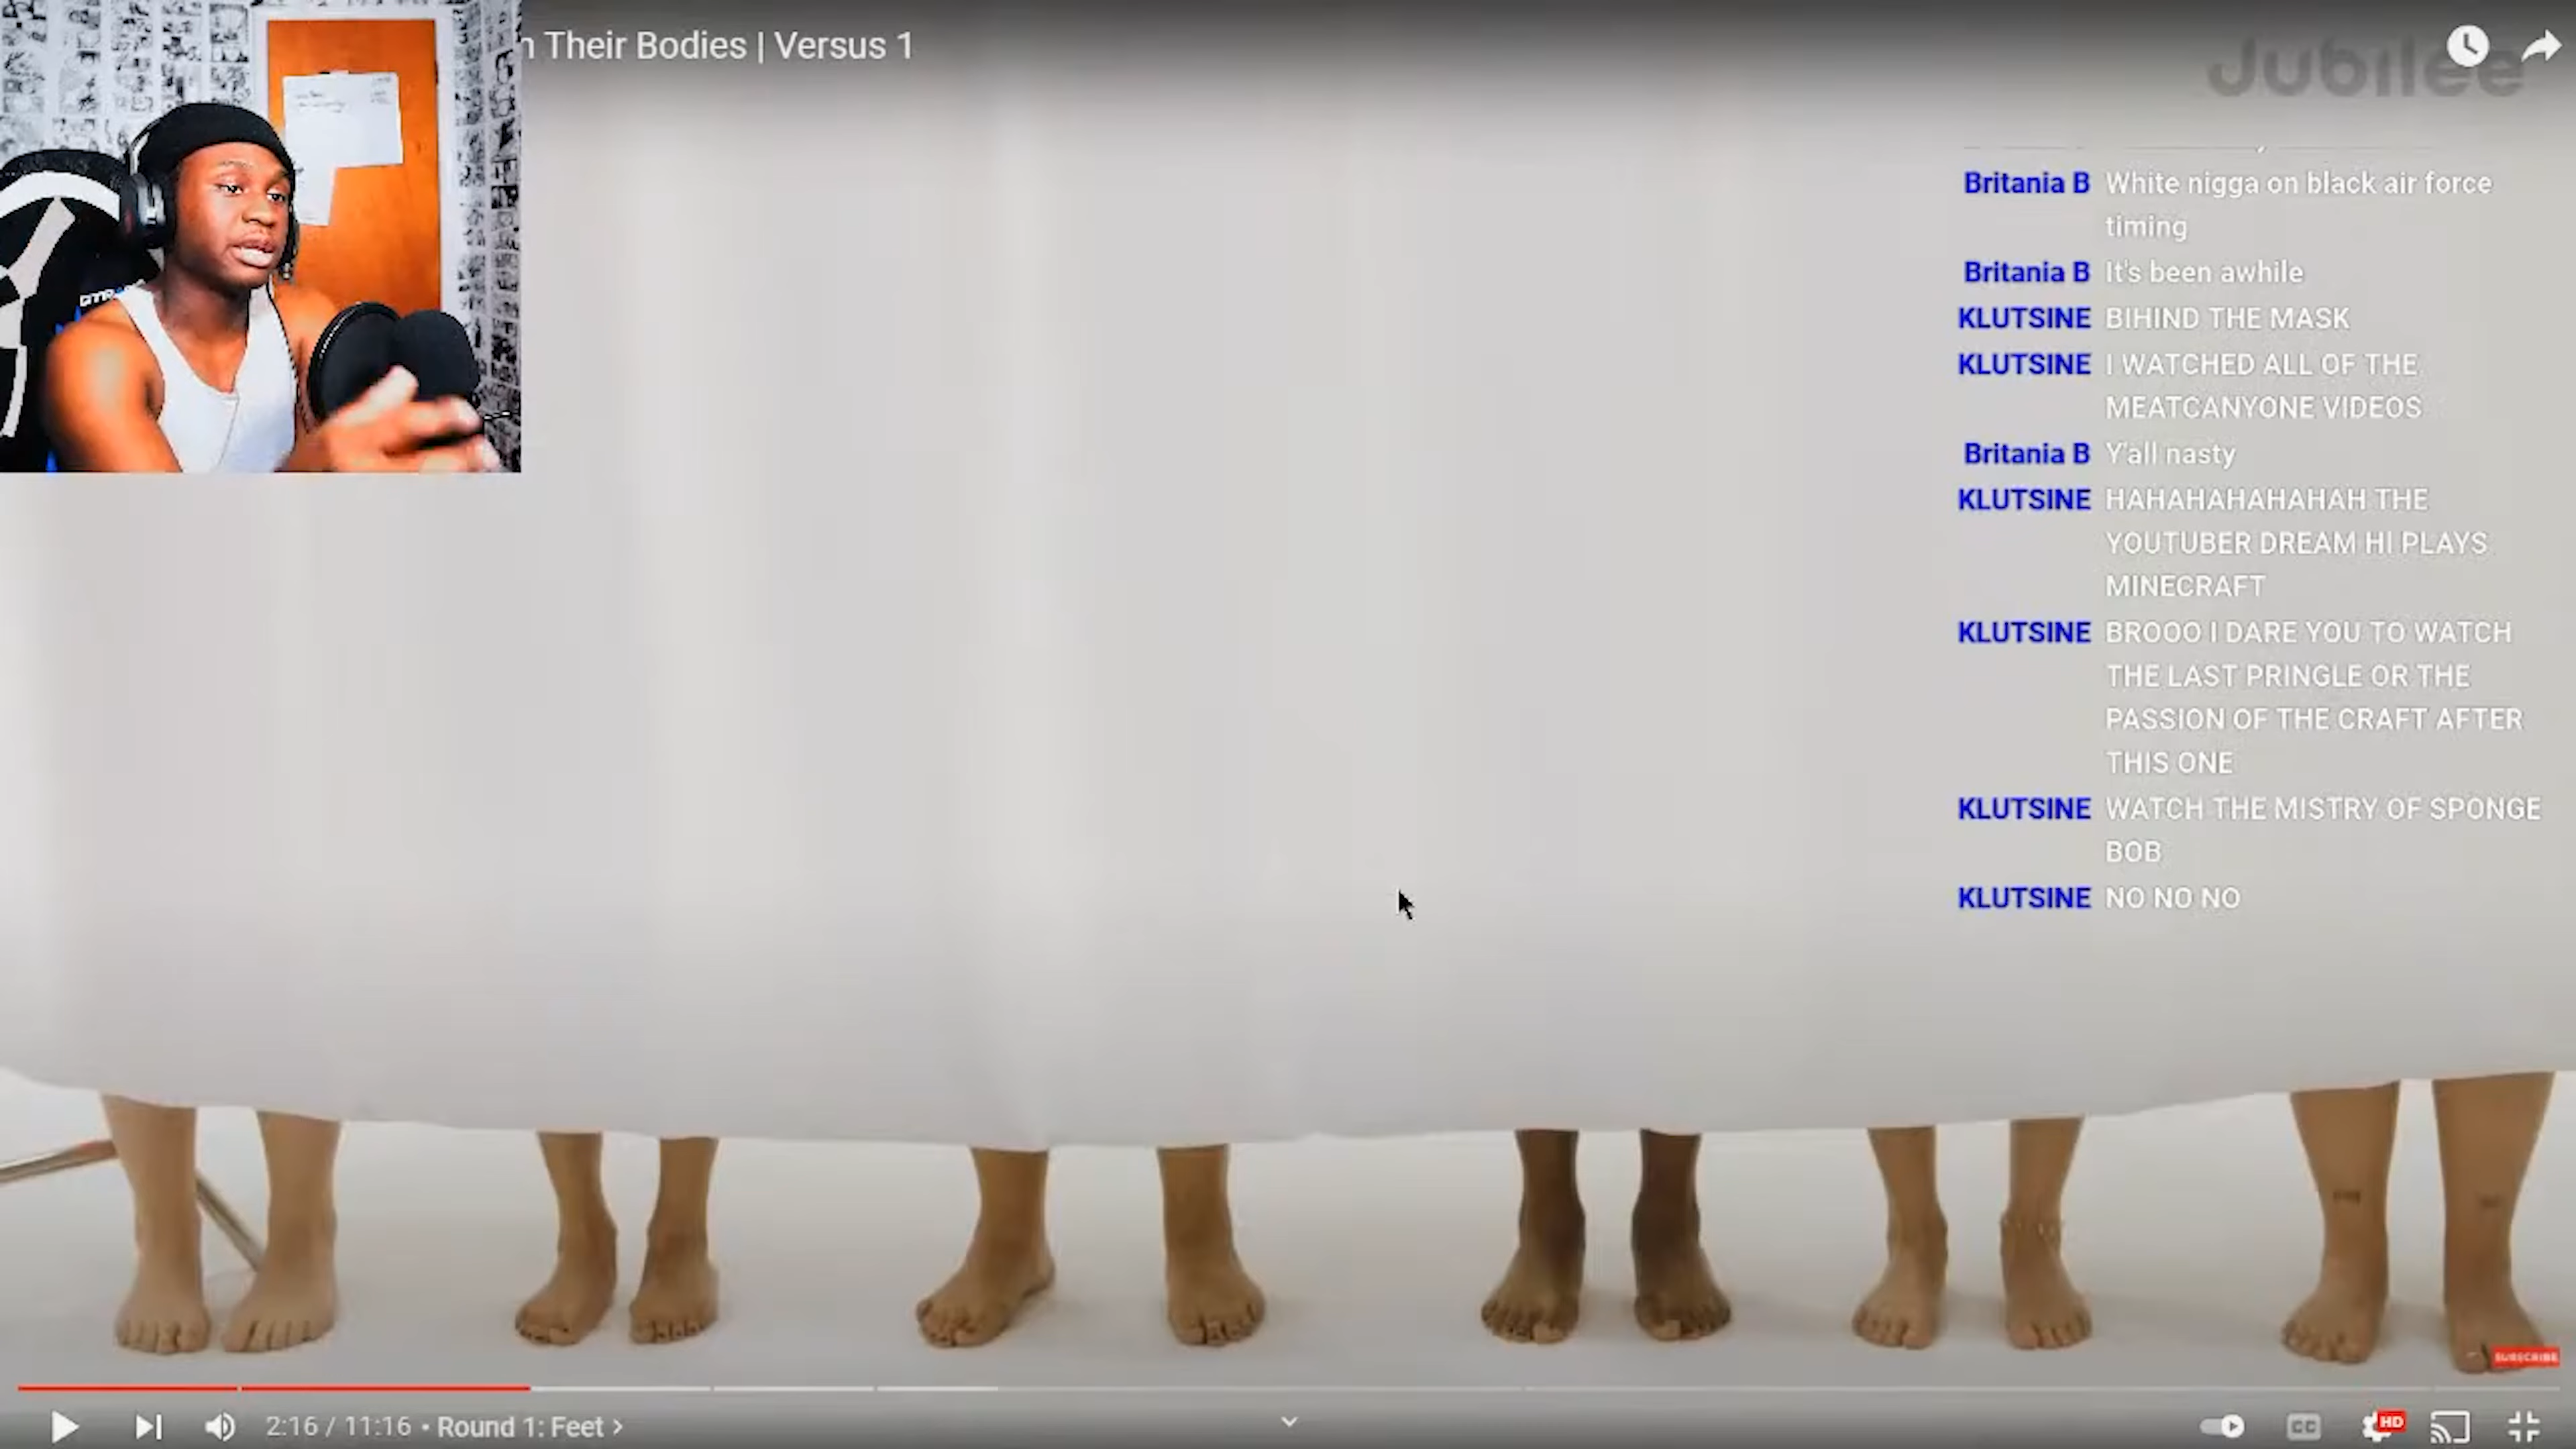 n Their Bodies | Versus 1
Jubilee
Britania B White nigga on black air force
timing
Britania B It's been awhile
KLUTSINE BIHIND THE MASK
KLUTSINE I WATCHED ALL OF THE
MEATCANYONE VIDEOS
Britania B Y'all nasty
KLUTSINE HAHAHAHAHAHAH THE
YOUTUBER DREAM HI PLAYS
MINECRAFT
KLUTSINE BROOO I DARE YOU TO WATCH
THE LAST PRINGLE OR THE
PASSION OF THE CRAFT AFTER
THIS ONE
KLUTSINE WATCH THE MISTRY OF SPONGE
BOB
KLUTSINE NO NO NO
SUBSCRIBE
2:16 / 11:16 • Round 1: Feet >
CC
HD